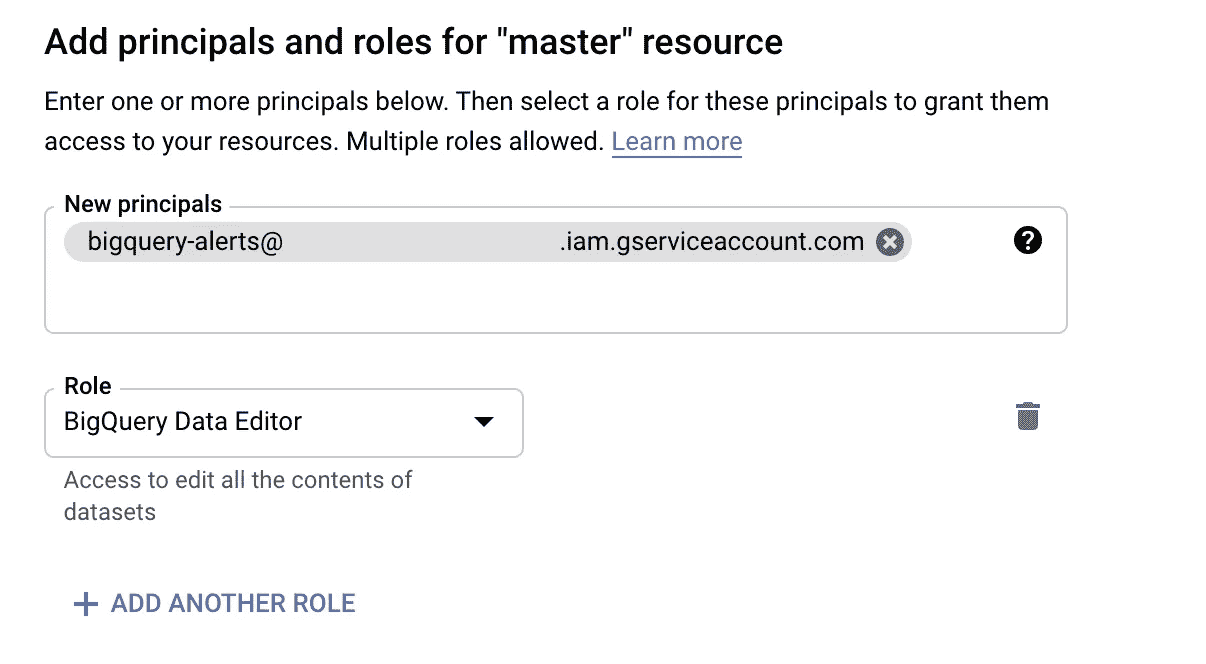 Add principals and roles for "master" resource
Enter one or more principals below. Then select a role for these principals to grant them
access to your resources. Multiple roles allowed. Learn more
New principals
bigquery-alerts@ .iam.gserviceaccount.com
?
Role
BigQuery Data Editor
Access to edit all the contents of
datasets
+ ADD ANOTHER ROLE